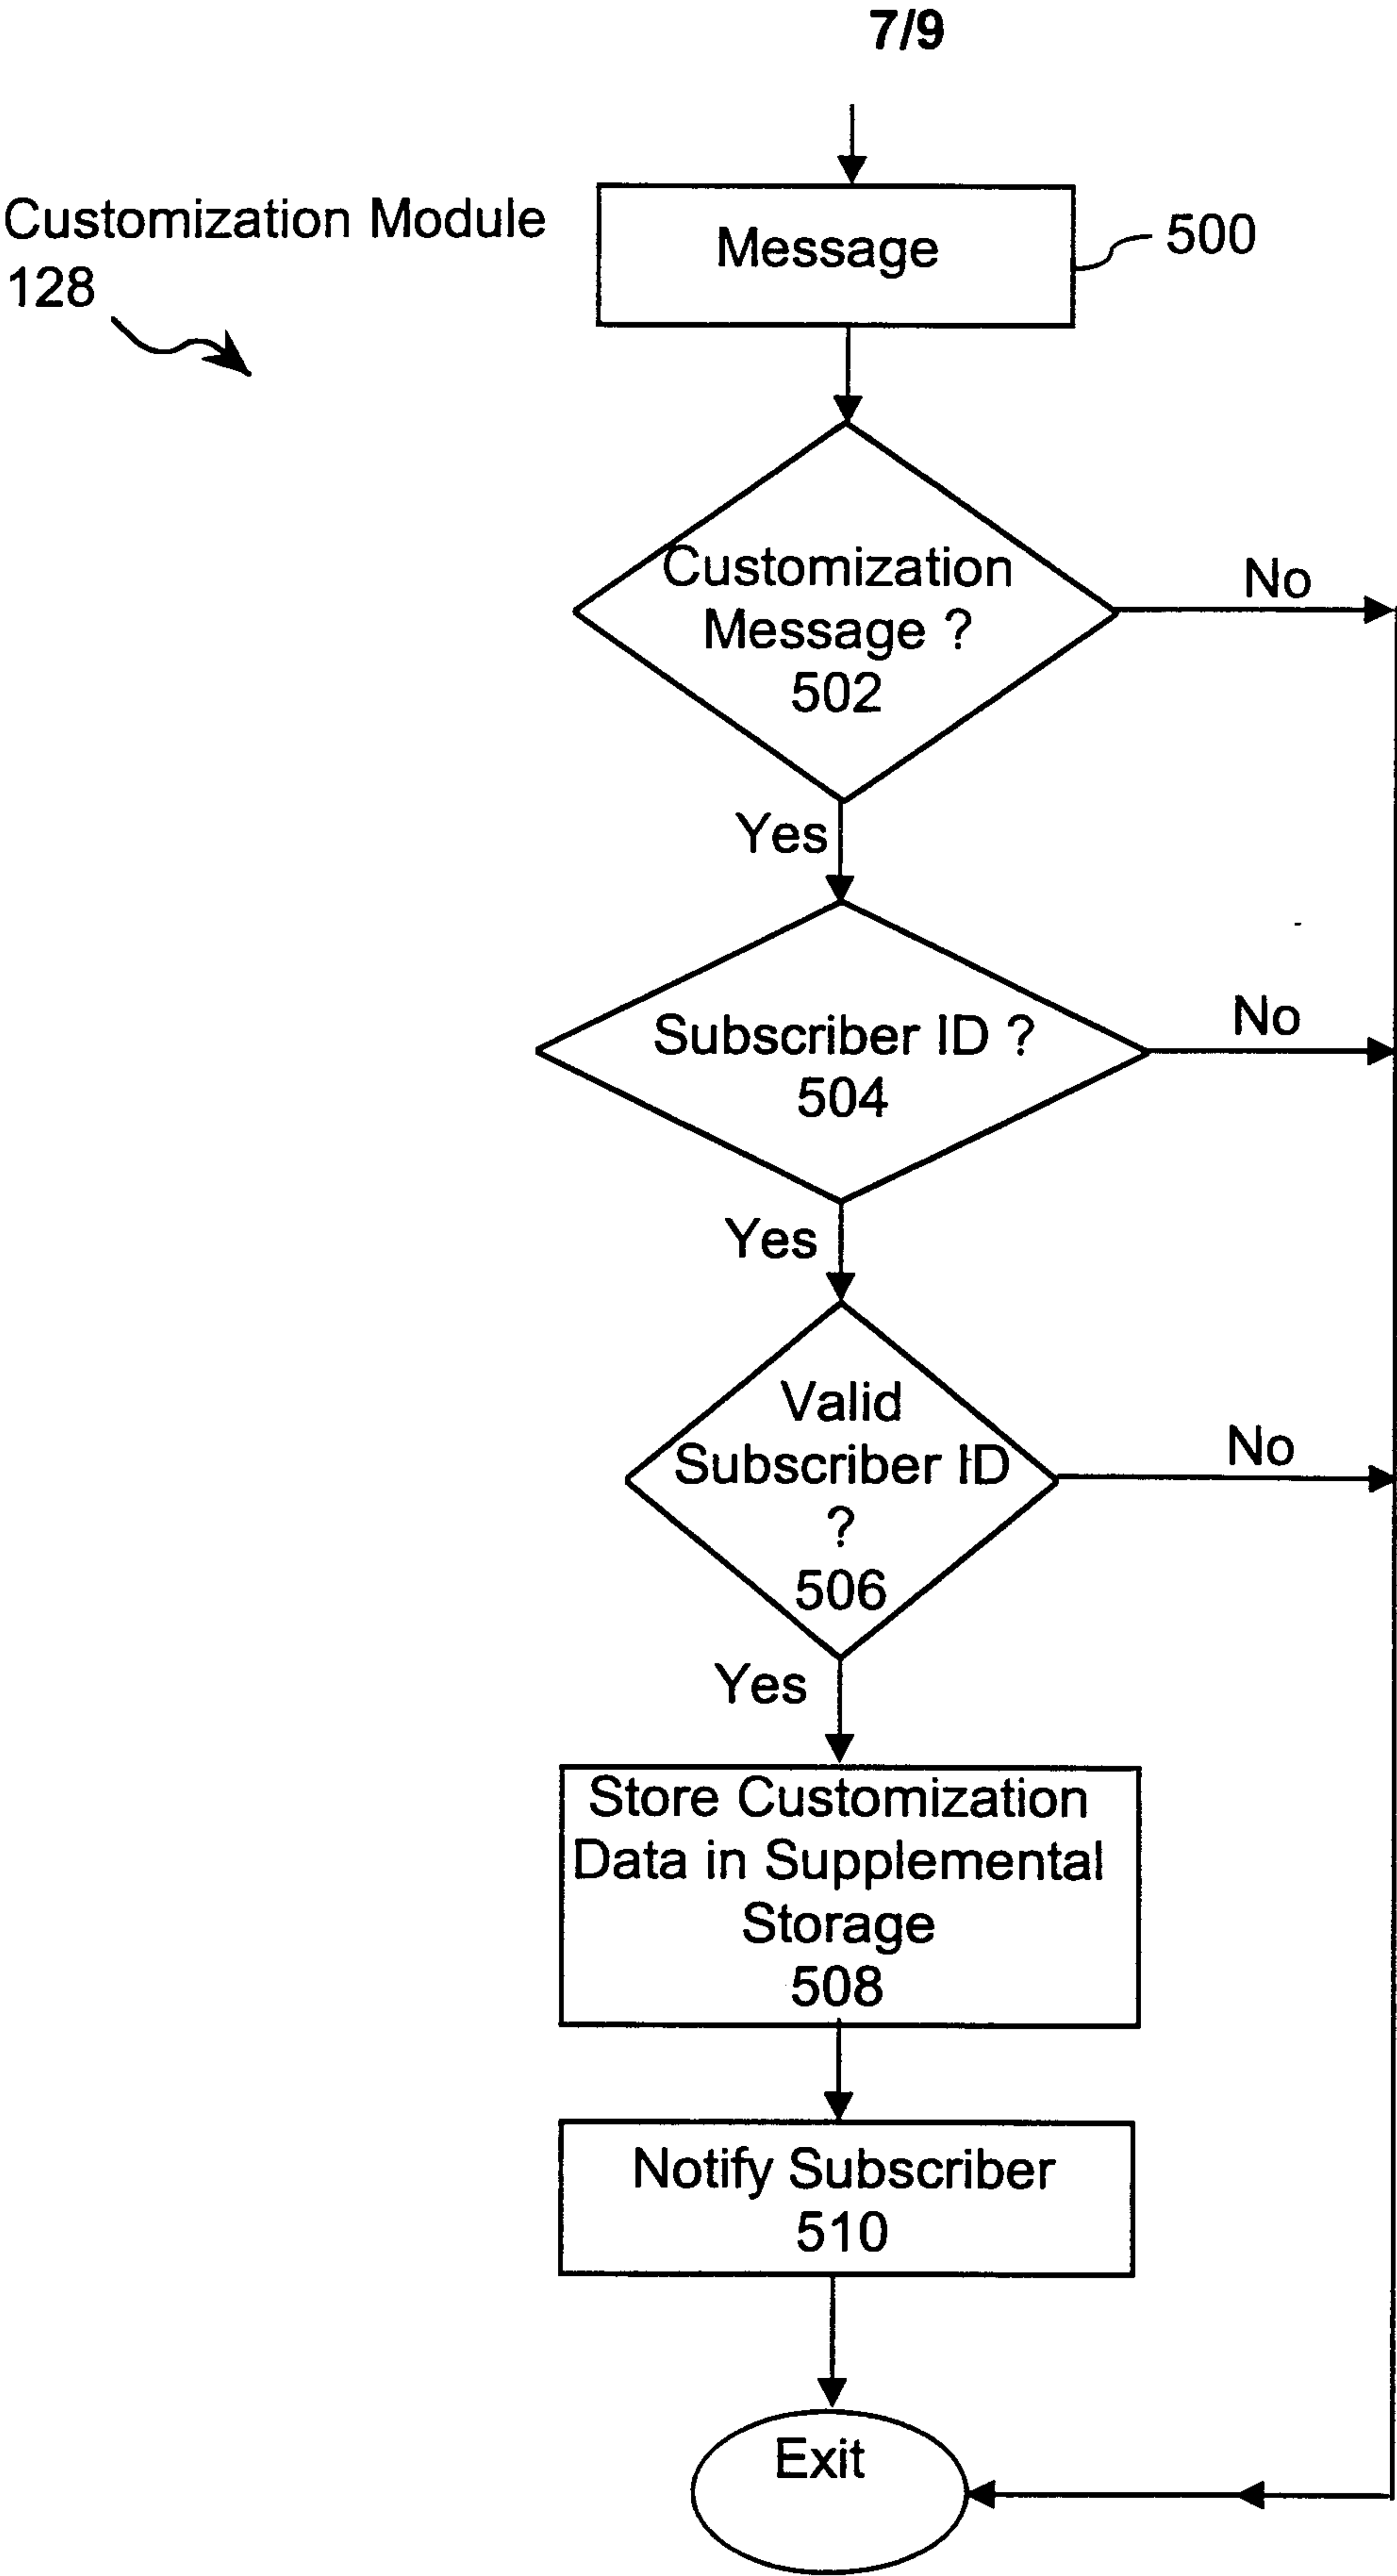 7/9
Customization Module
128
Message
500
Customization
Message ?
502
No
Yes
Subscriber ID ?
504
No
Yes
Valid
Subscriber ID
?
506
No
Yes
Store Customization
Data in Supplemental
Storage
508
Notify Subscriber
510
Exit